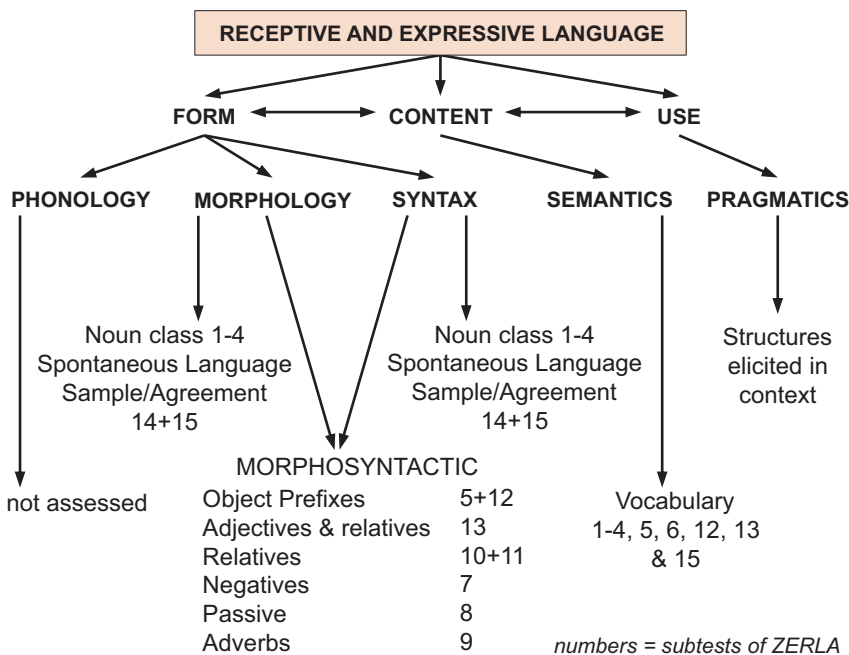 RECEPTIVE AND EXPRESSIVE LANGUAGE
FORM CONTENT USE
PHONOLOGY MORPHOLOGY SYNTAX SEMANTICS PRAGMATICS
Noun class 1-4
Spontaneous Language
Sample/Agreement
14+15
Noun class 1-4
Spontaneous Language
Sample/Agreement
14+15
Structures
elicited in
context
not assessed
MORPHOSYNTACTIC
Object Prefixes 5+12
Adjectives & relatives 13
Relatives 10+11
Negatives 7
Passive 8
Adverbs 9
Vocabulary
1-4, 5, 6, 12, 13
& 15
numbers = subtests of ZERLA